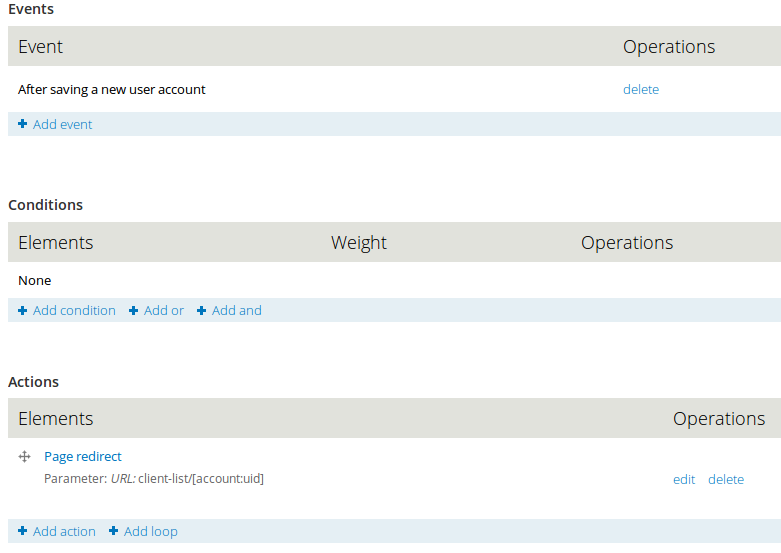 Events
Event Operations
After saving a new user account delete
Add event
Conditions
Elements Weight Operations
None
Add condition Add or Add and
Actions
Elements Operations
Page redirect
Parameter: URL: client-list/[account:uid] edit delete
Add action Add loop